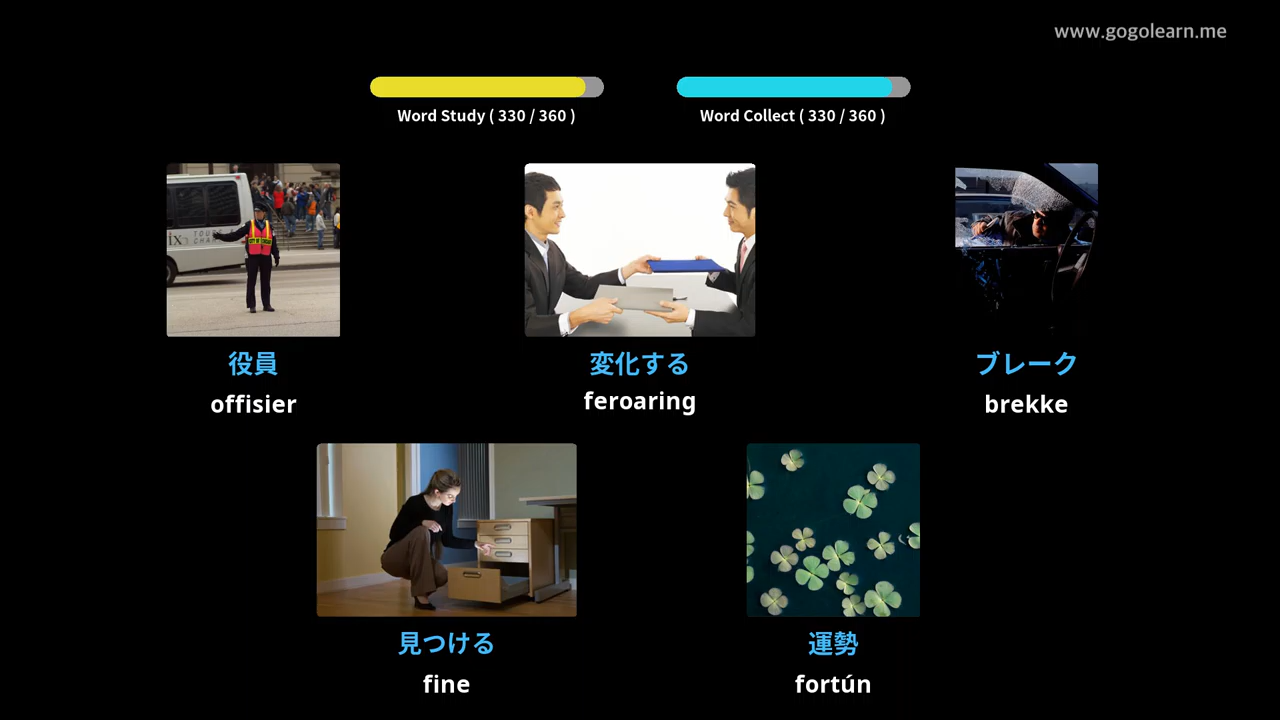 www.gogolearn.me
Word Study ( 330 / 360 )
Word Collect ( 330 / 360 )
役員
offisier
変化する
feroaring
ブレーク
brekke
見つける
fine
運勢
fortún